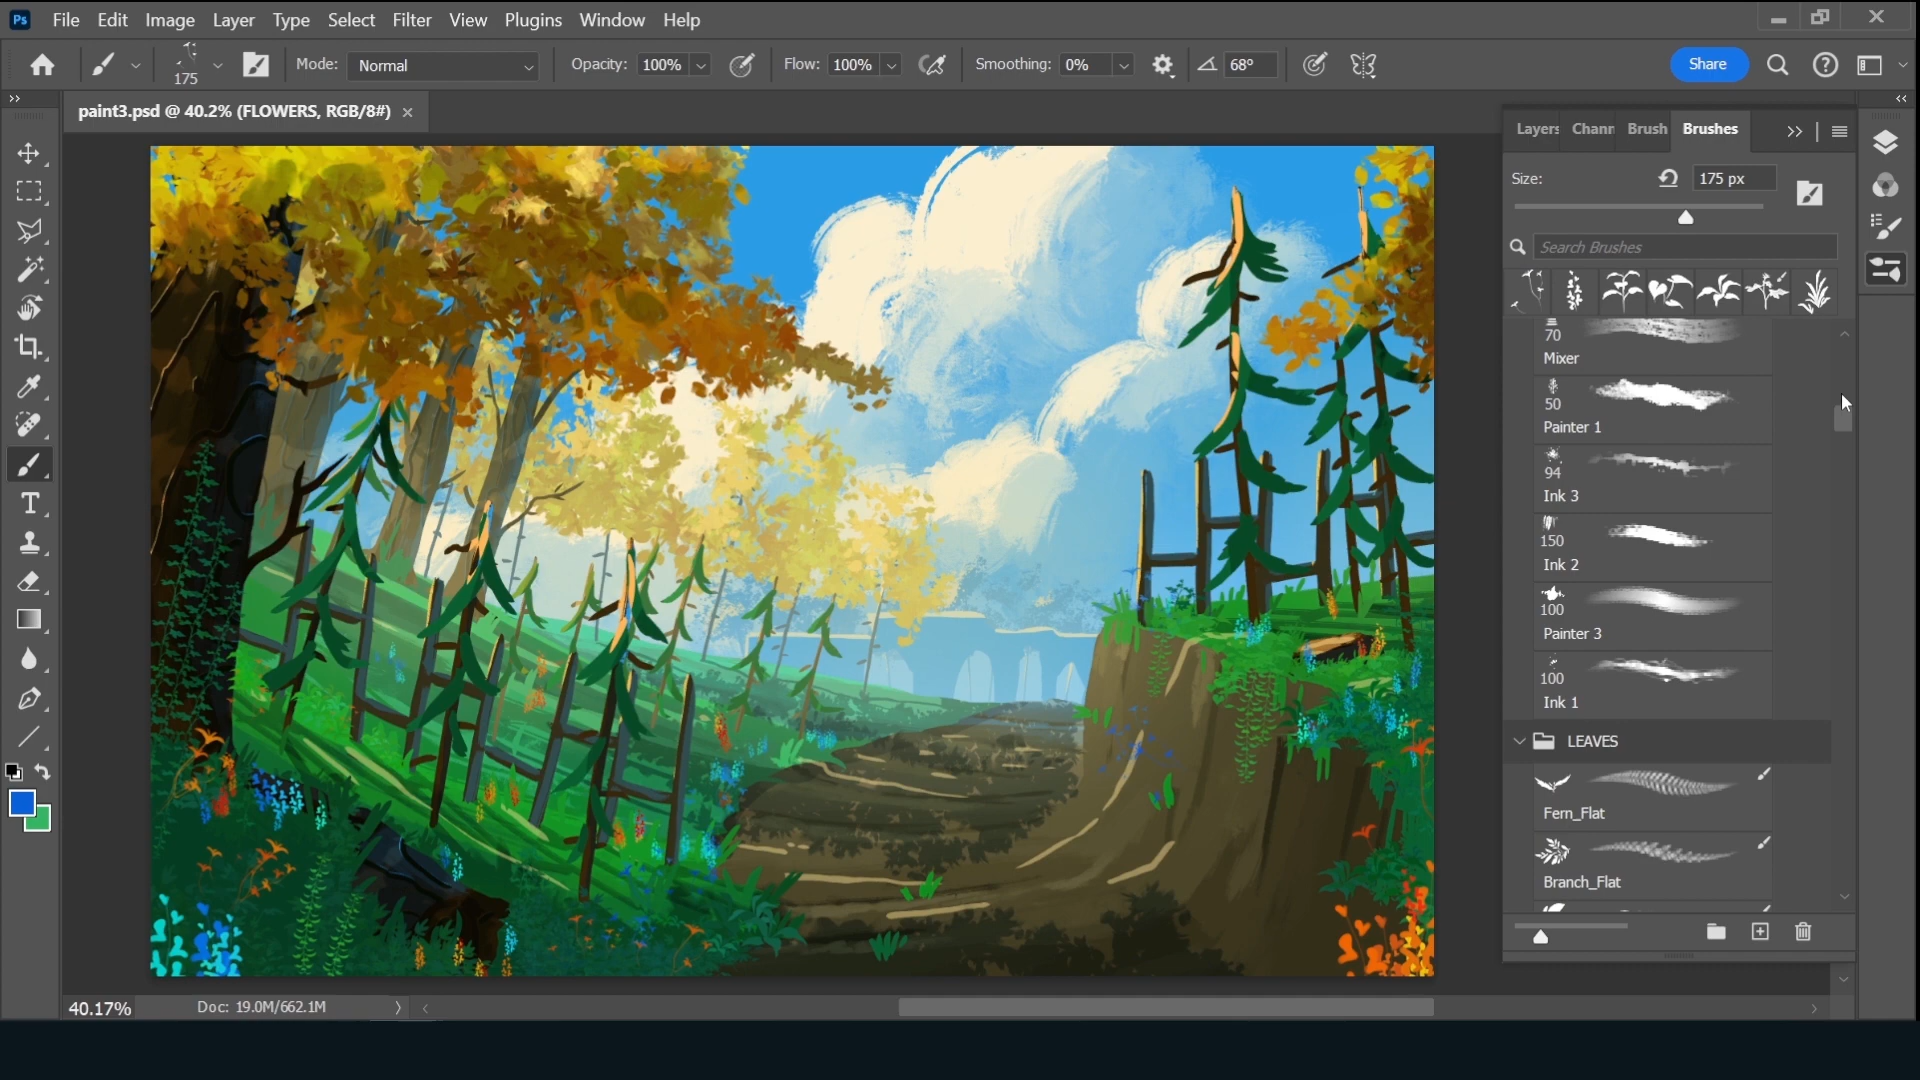 Ps File Edit Image Layer Type Select Filter View Plugins Window Help
175 Mode: Normal Opacity: 100% Flow: 100% Smoothing: 0% 68° Share
paint3.psd @ 40.2% (FLOWERS, RGB/8#)
Layers Chann Brush Brushes
Size: 175 px
Search Brushes
70
Mixer
50
Painter 1
94
Ink 3
150
Ink 2
100
Painter 3
100
Ink 1
LEAVES
Fern_Flat
Branch_Flat
40.17% Doc: 19.0M/662.1M